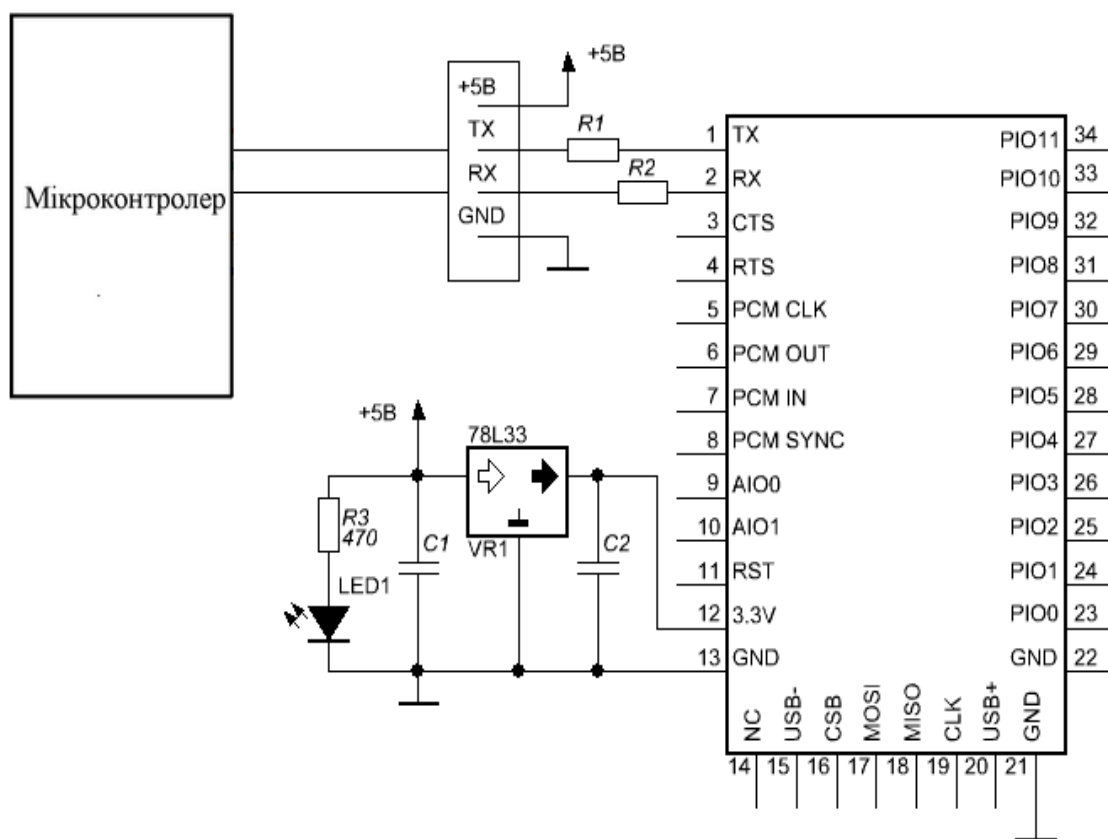 Мікроконтролер
+5В
+5В
TX
RX
GND
R1
R2
1 TX
2 RX
3 CTS
4 RTS
5 PCM CLK
6 PCM OUT
7 PCM IN
8 PCM SYNC
9 AIO0
10 AIO1
11 RST
12 3.3V
13 GND
PIO11 34
PIO10 33
PIO9 32
PIO8 31
PIO7 30
PIO6 29
PIO5 28
PIO4 27
PIO3 26
PIO2 25
PIO1 24
PIO0 23
GND 22
NC
USB-
CSB
MOSI
MISO
CLK
USB+
GND
14 15 16 17 18 19 20 21
+5В
78L33
VR1
R3
470
LED1
C1
C2